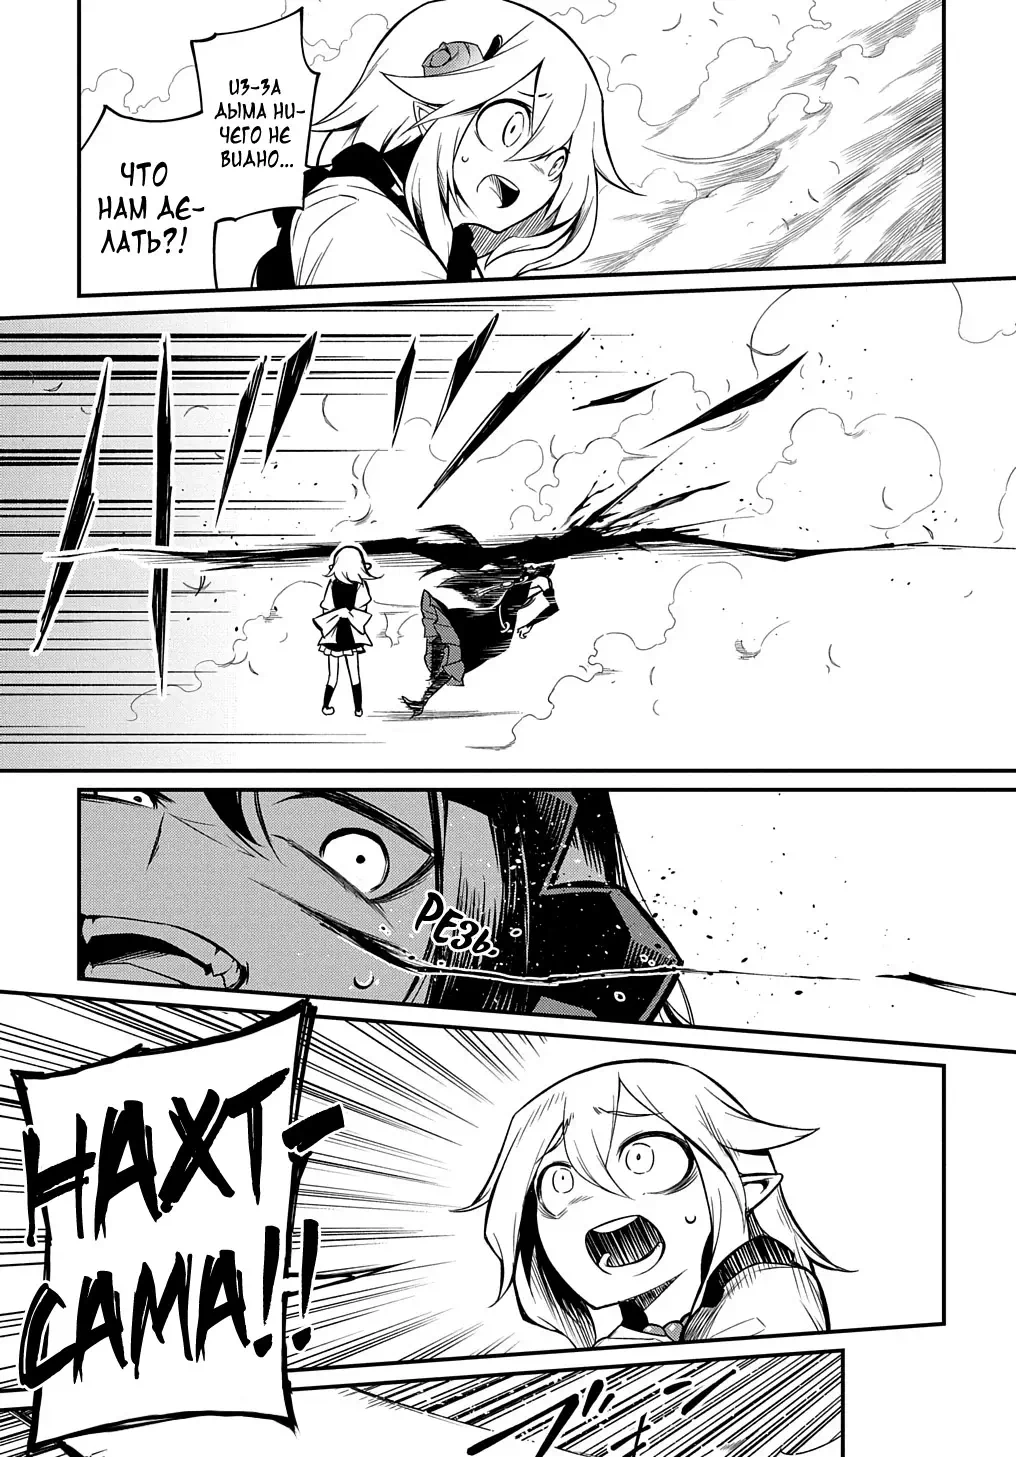 ИЗ-ЗА
ДЫМА НИ-
ЧЕГО НЕ
ВИДНО...
ЧТО
НАМ ДЕ-
ЛАТЬ?!
РЕЗЬ.
НАХТ-
САМА!!